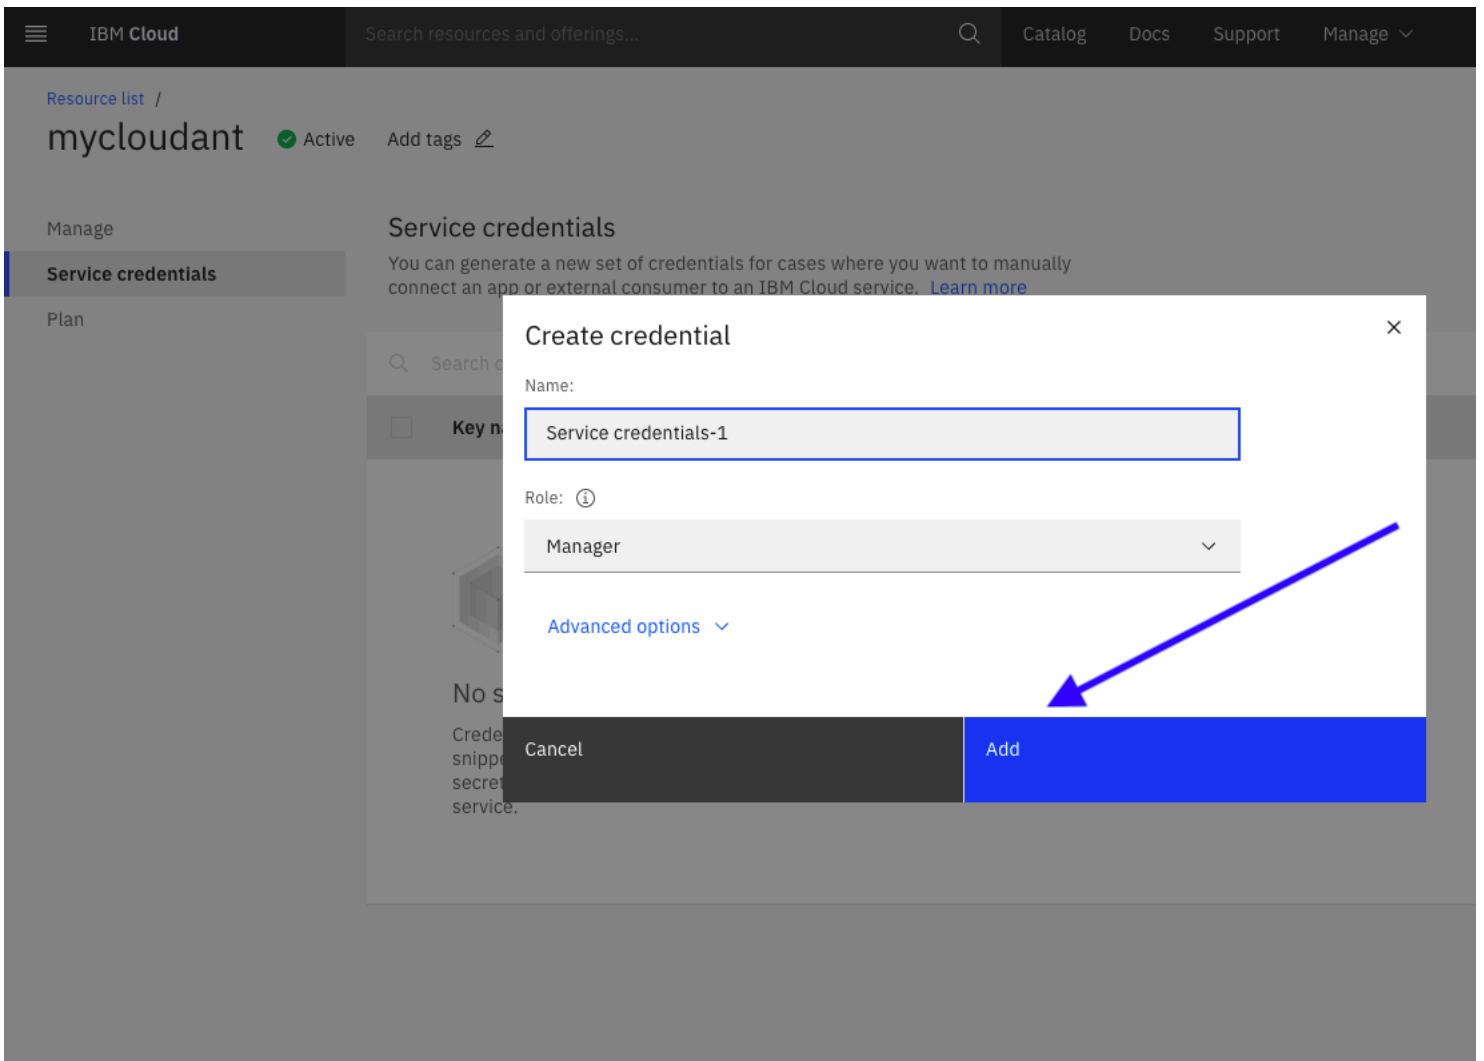 IBM Cloud
Search resources and offerings...
Catalog
Docs
Support
Manage
Resource list /
mycloudant
Active
Add tags
Manage
Service credentials
Plan
Service credentials
You can generate a new set of credentials for cases where you want to manually
connect an app or external consumer to an IBM Cloud service. Learn more
Search
Key
Create credential
Name:
Service credentials-1
Role:
Manager
Advanced options
Cancel
Add
No
service.